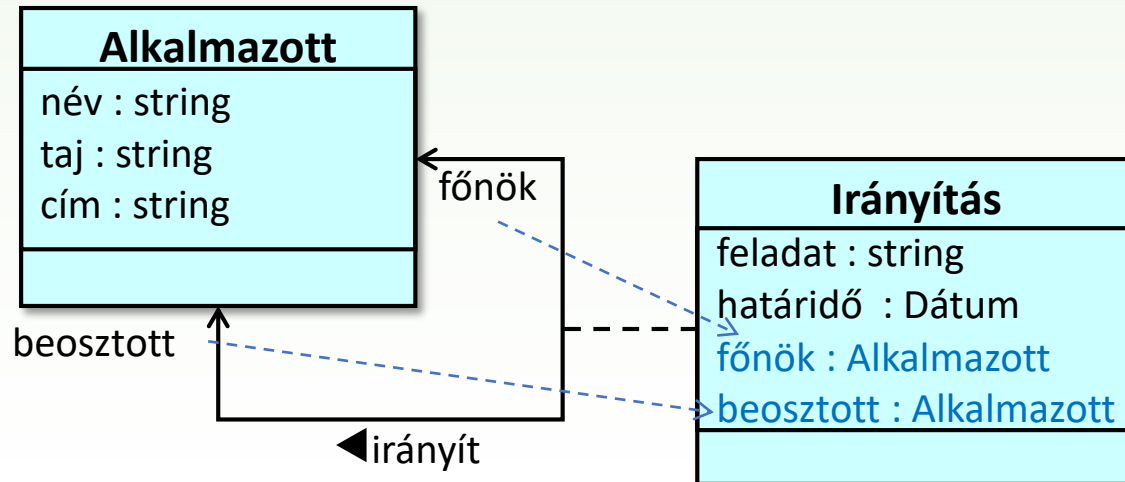 Alkalmazott
név : string
taj : string
cím : string
főnök
beosztott
◀irányít
Irányítás
feladat : string
határidő : Dátum
főnök : Alkalmazott
beosztott : Alkalmazott